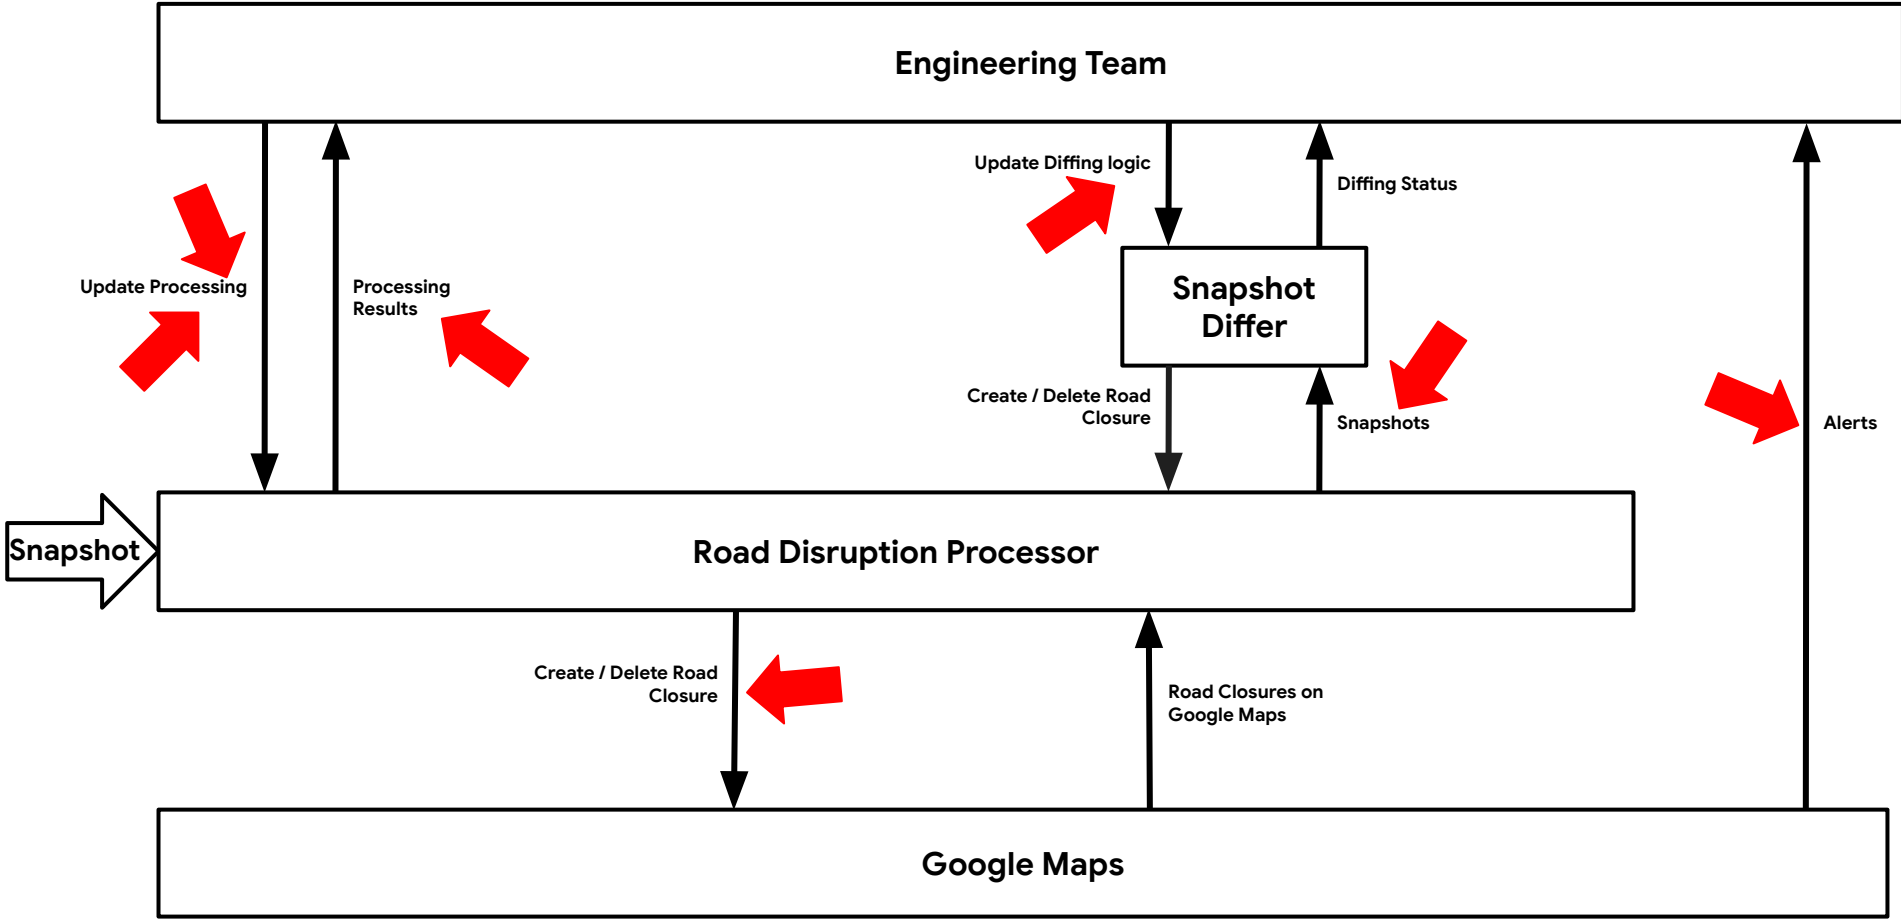 Engineering Team
Update Diffing logic
Diffing Status
Update Processing
Processing
Results
Snapshot
Differ
Create / Delete Road
Closure
Snapshots
Alerts
Snapshot
Road Disruption Processor
Create / Delete Road
Closure
Road Closures on
Google Maps
Google Maps